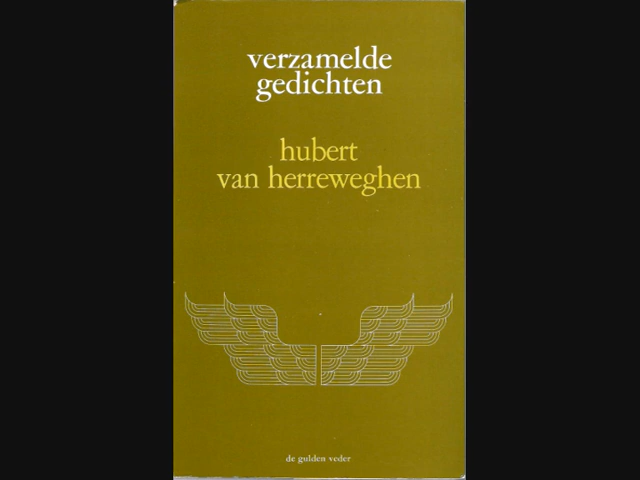 verzamelde
gedichten
hubert
van herreweghen
de gulden veder